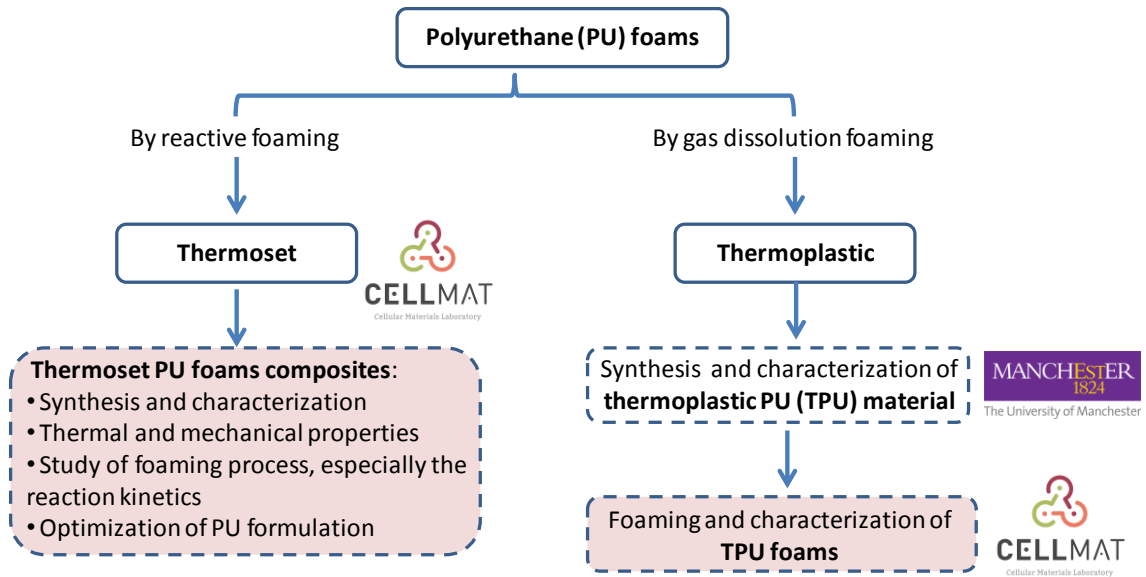 Polyurethane (PU) foams
By reactive foaming
By gas dissolution foaming
Thermoset
Thermoplastic
CELLMAT
Cellular Materials Laboratory
Thermoset PU foams composites:
• Synthesis and characterization
• Thermal and mechanical properties
• Study of foaming process, especially the
reaction kinetics
• Optimization of PU formulation
Synthesis and characterization of
thermoplastic PU (TPU) material
MANCHESTER
1824
The University of Manchester
Foaming and characterization of
TPU foams
CELLMAT
Cellular Materials Laboratory